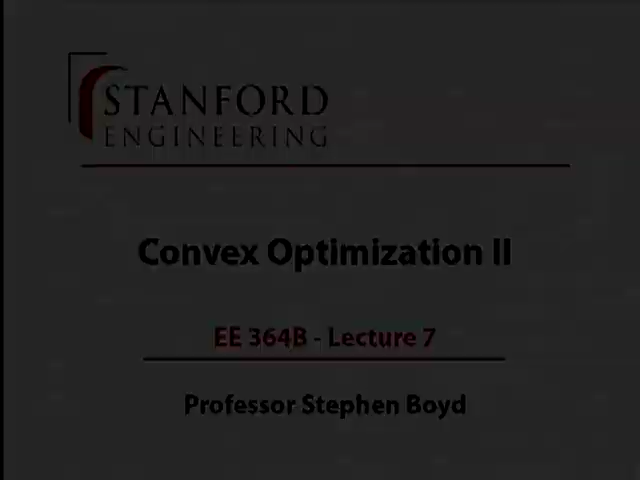 STANFORD
ENGINEERING
Convex Optimization II
EE 364B - Lecture 7
Professor Stephen Boyd